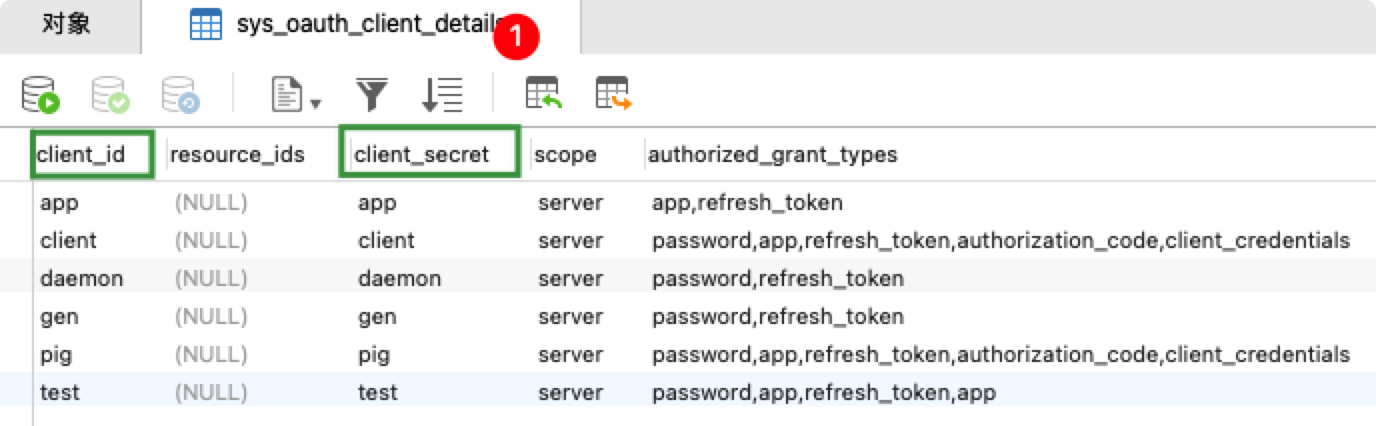 对象 sys_oauth_client_details 1
client_id resource_ids client_secret scope authorized_grant_types
app (NULL) app server app,refresh_token
client (NULL) client server password,app,refresh_token,authorization_code,client_credentials
daemon (NULL) daemon server password,refresh_token
gen (NULL) gen server password,refresh_token
pig (NULL) pig server password,app,refresh_token,authorization_code,client_credentials
test (NULL) test server password,app,refresh_token,app